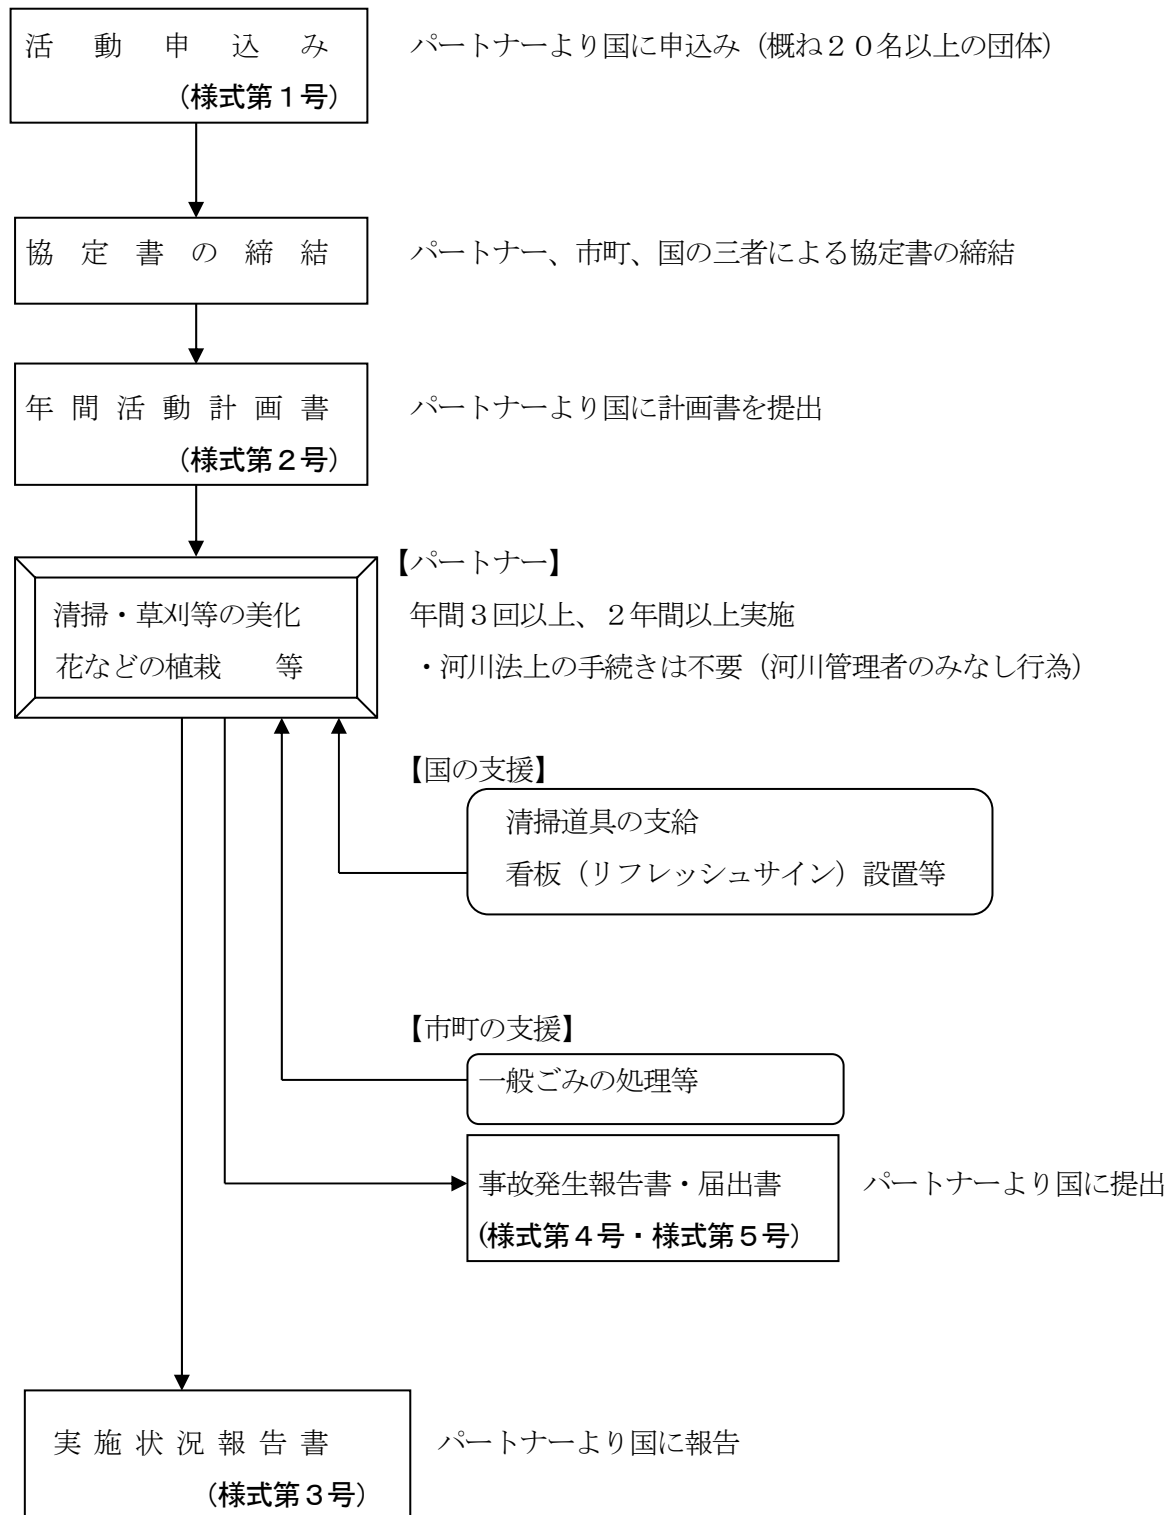 活動申込み
(様式第1号)
パートナーより国に申込み（概ね２０名以上の団体）
協定書の締結
パートナー、市町、国の三者による協定書の締結
年間活動計画書
(様式第２号)
パートナーより国に計画書を提出
清掃・草刈等の美化
花などの植栽　等
【パートナー】
年間３回以上、２年間以上実施
・河川法上の手続きは不要（河川管理者のみなし行為）
【国の支援】
清掃道具の支給
看板（リフレッシュサイン）設置等
【市町の支援】
一般ごみの処理等
事故発生報告書・届出書
(様式第４号・様式第５号)
パートナーより国に提出
実施状況報告書
(様式第３号)
パートナーより国に報告